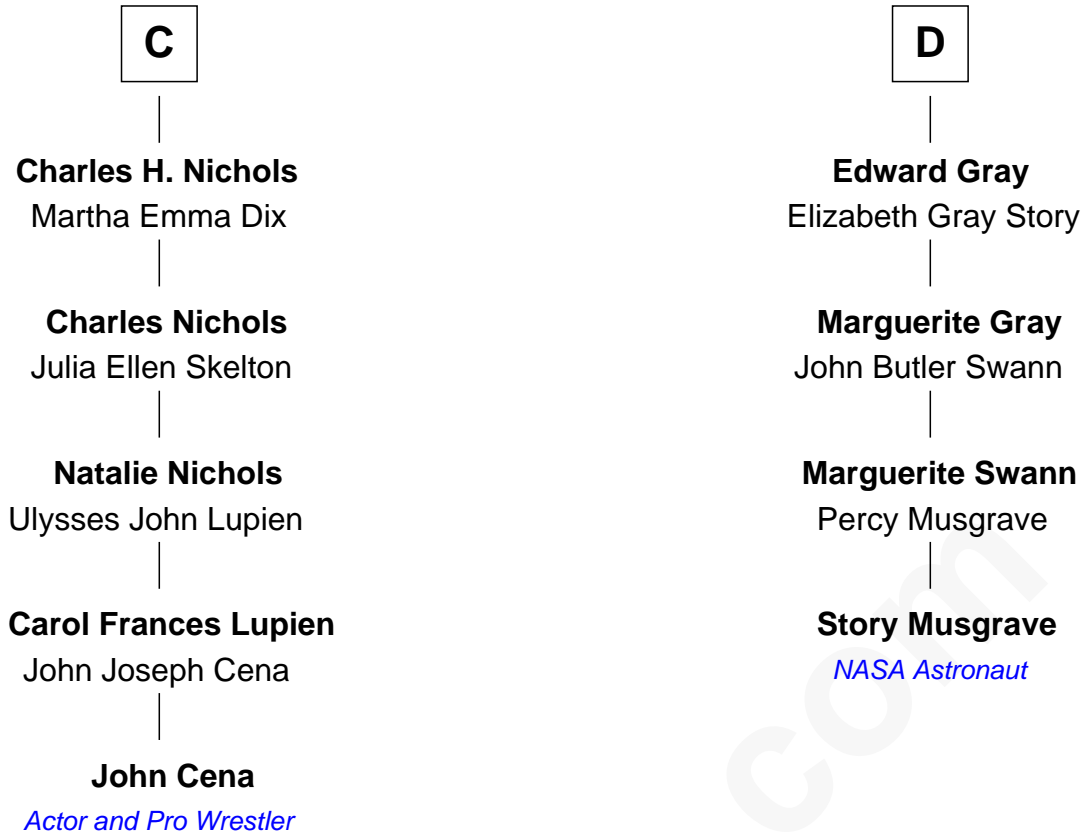 C
Charles H. Nichols
Martha Emma Dix
Charles Nichols
Julia Ellen Skelton
Natalie Nichols
Ulysses John Lupien
Carol Frances Lupien
John Joseph Cena
John Cena
Actor and Pro Wrestler
D
Edward Gray
Elizabeth Gray Story
Marguerite Gray
John Butler Swann
Marguerite Swann
Percy Musgrave
Story Musgrave
NASA Astronaut
com